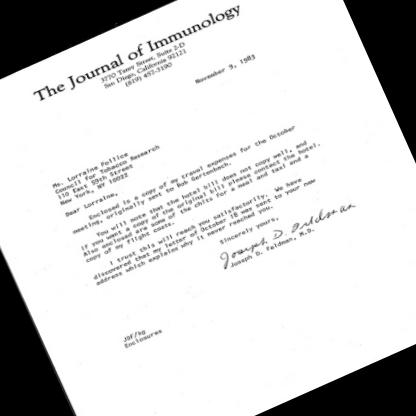 The Journal of Immunology
3770 Tansy Street, Suite 2-D
San Diego, California 92121
(619) 457-3190
November 9, 1983
Ms. Lorraine Pollice
Council for Tobacco Research
110 East 59th Street
New York, NY 10022
Dear Lorraine,
Enclosed is a copy of my travel expenses for the October
meeting, originally sent to Bob Gertenbach.
You will note that the hotel bill does not copy well, and
if you want a copy of the original bill please contact the hotel.
Also enclosed are some of the chits for a meal and taxi and a
copy of my flight costs.
I trust this will reach you satisfactorily. We have
discovered that my letter of October 18 was sent to your new
address which explains why it never reached you.
Sincerely yours,
Joseph D. Feldman
Joseph D. Feldman, M.D.
JDF/hg
Enclosures